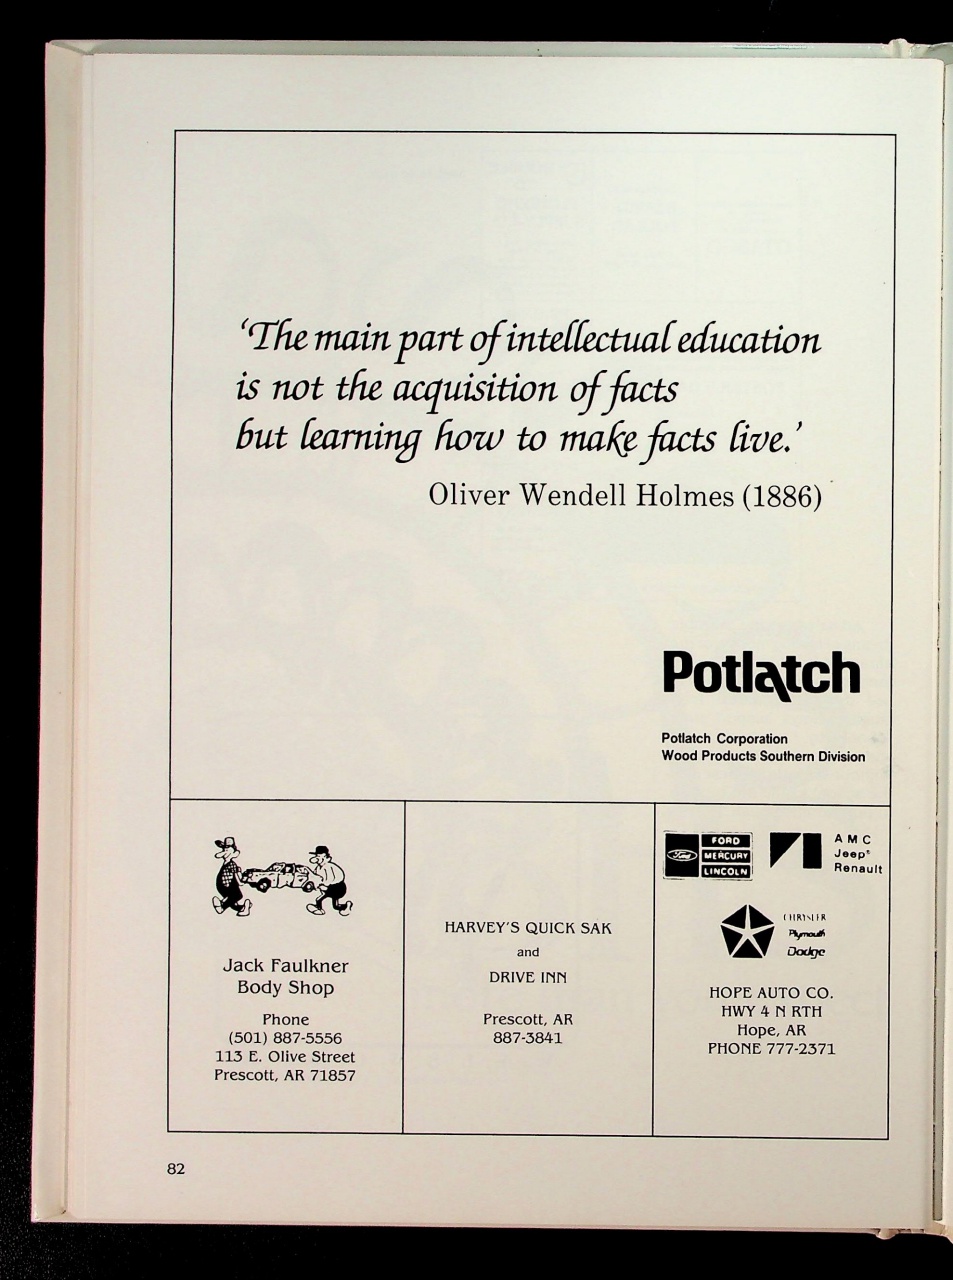 ‘The main part of intellectual education
is not the acquisition of facts
but learning how to make facts live.’
Oliver Wendell Holmes (1886)
Potlatch
Potlatch Corporation
Wood Products Southern Division
Jack Faulkner
Body Shop
Phone
(501) 887-5556
113 E. Olive Street
Prescott, AR 71857
HARVEY'S QUICK SAK
and
DRIVE INN
Prescott, AR
887-3841
Ford
FORD
MERCURY
LINCOLN
AMC
Jeep®
Renault
CHRYSLER
Plymouth
Dodge
HOPE AUTO CO.
HWY 4 N RTH
Hope, AR
PHONE 777-2371
82